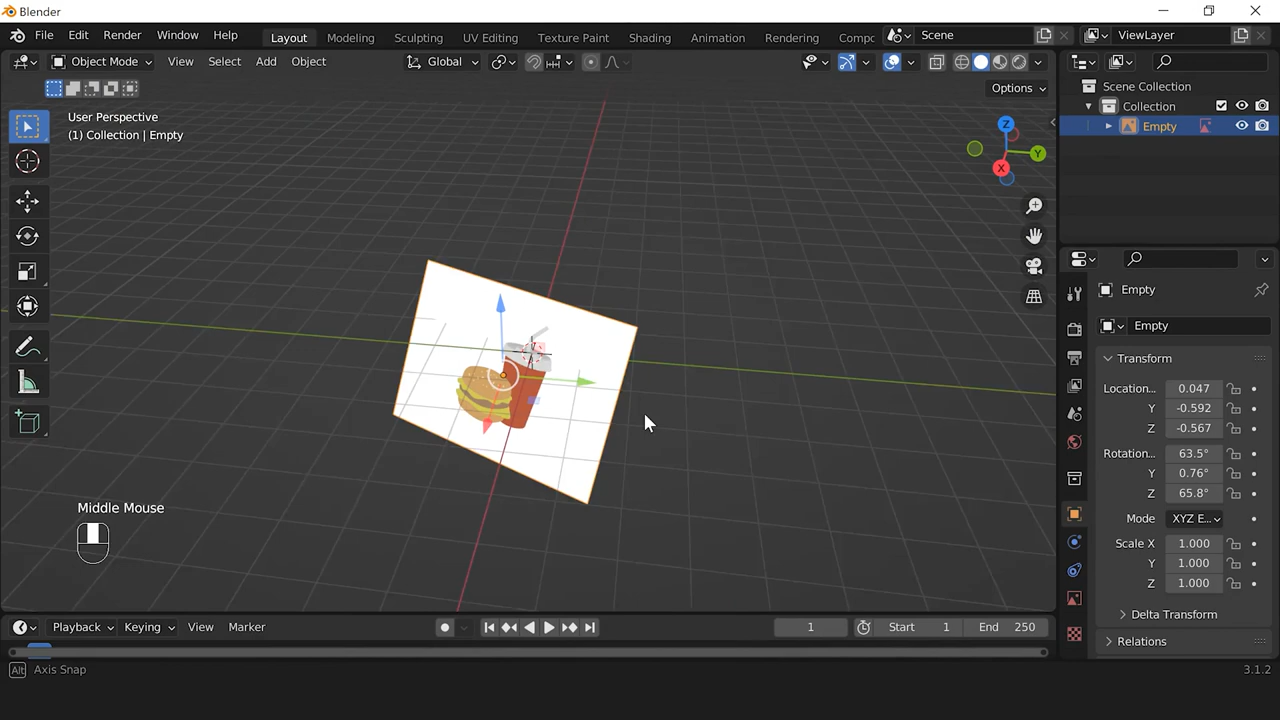 Blender
File Edit Render Window Help
Layout Modeling Sculpting UV Editing Texture Paint Shading Animation Rendering Compc
Scene
ViewLayer
Object Mode View Select Add Object
Global
Options
User Perspective
(1) Collection | Empty
Z
Y
X
Scene Collection
Collection
Empty
Empty
Empty
Transform
Location... 0.047
Y -0.592
Z -0.567
Rotation... 63.5°
Y 0.76°
Z 65.8°
Mode XYZ E...
Scale X 1.000
Y 1.000
Z 1.000
Delta Transform
Relations
Middle Mouse
Playback Keying View Marker
1
Start 1
End 250
Alt Axis Snap
3.1.2